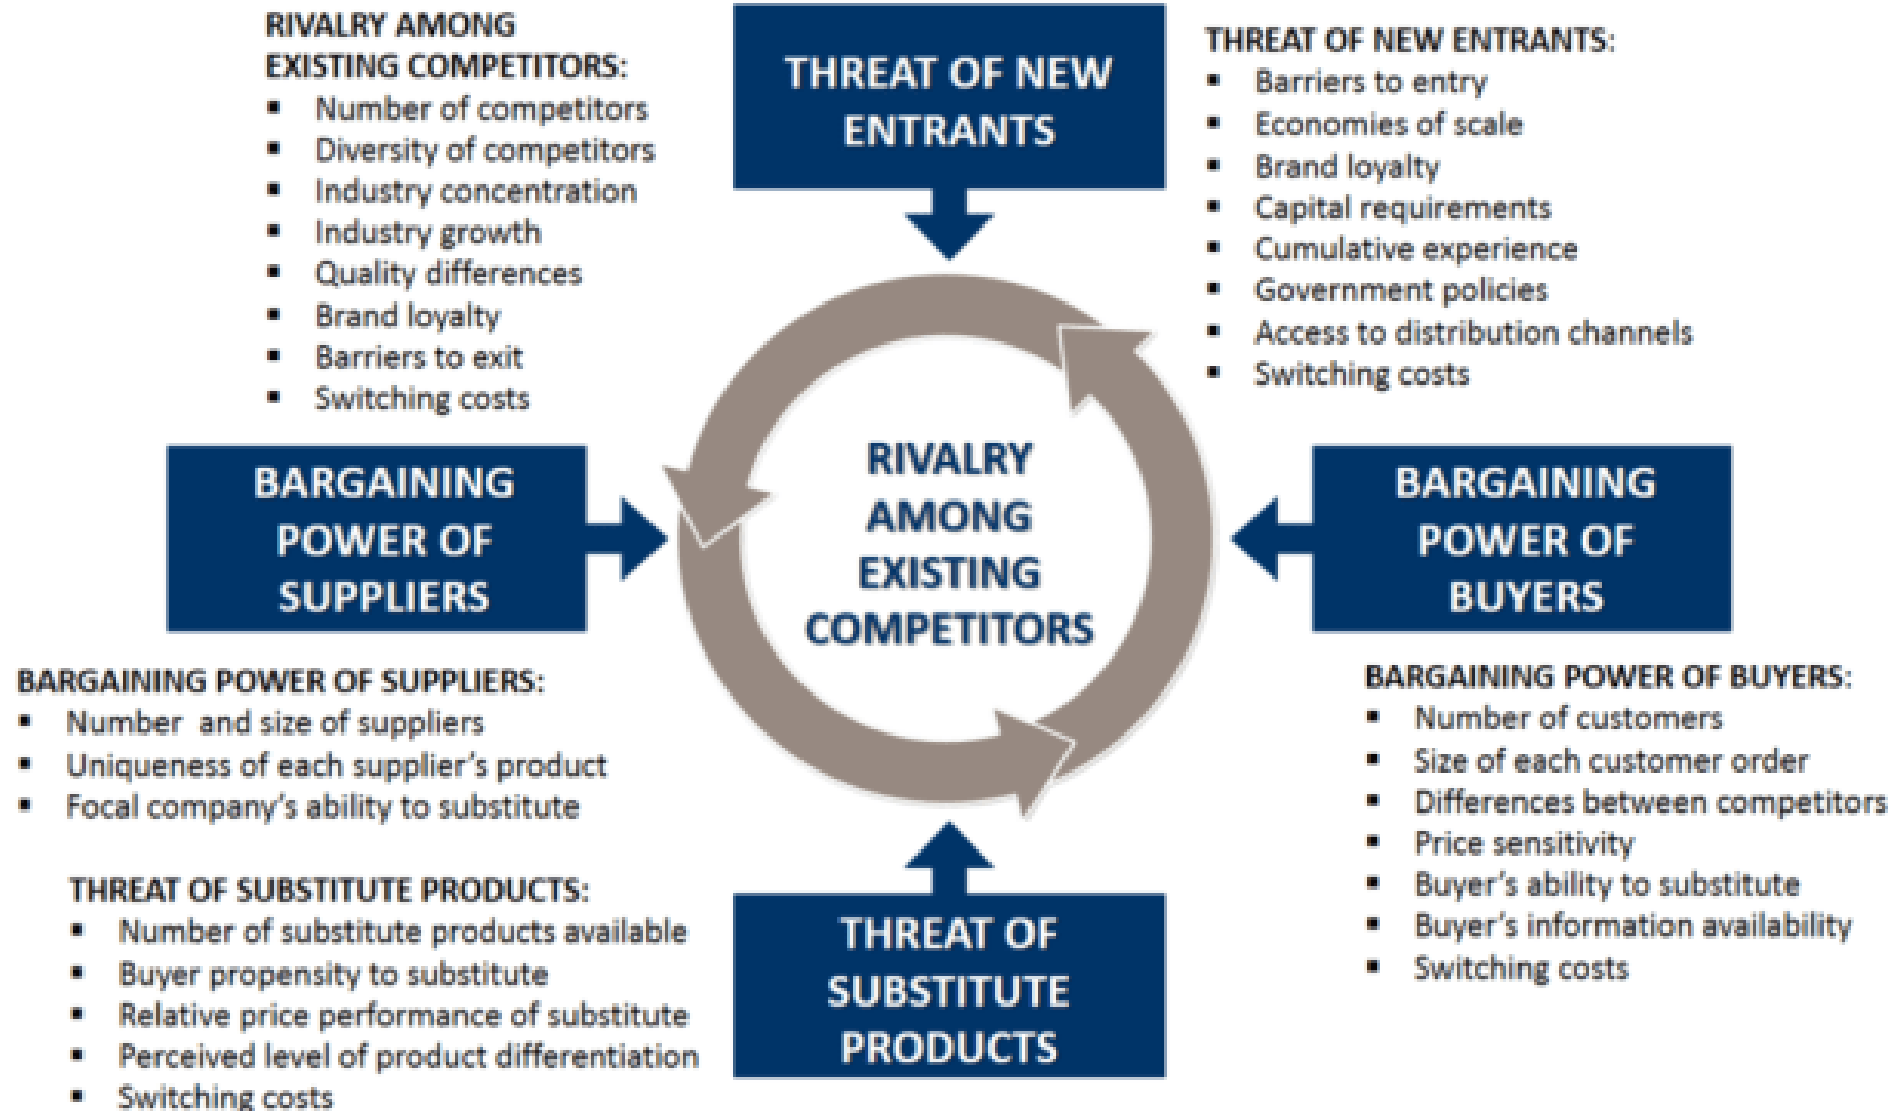 RIVALRY AMONG
EXISTING COMPETITORS:
▪ Number of competitors
▪ Diversity of competitors
▪ Industry concentration
▪ Industry growth
▪ Quality differences
▪ Brand loyalty
▪ Barriers to exit
▪ Switching costs
THREAT OF NEW
ENTRANTS
THREAT OF NEW ENTRANTS:
▪ Barriers to entry
▪ Economies of scale
▪ Brand loyalty
▪ Capital requirements
▪ Cumulative experience
▪ Government policies
▪ Access to distribution channels
▪ Switching costs
BARGAINING
POWER OF
SUPPLIERS
RIVALRY
AMONG
EXISTING
COMPETITORS
BARGAINING
POWER OF
BUYERS
BARGAINING POWER OF SUPPLIERS:
▪ Number and size of suppliers
▪ Uniqueness of each supplier’s product
▪ Focal company’s ability to substitute
BARGAINING POWER OF BUYERS:
▪ Number of customers
▪ Size of each customer order
▪ Differences between competitors
▪ Price sensitivity
▪ Buyer’s ability to substitute
▪ Buyer’s information availability
▪ Switching costs
THREAT OF SUBSTITUTE PRODUCTS:
▪ Number of substitute products available
▪ Buyer propensity to substitute
▪ Relative price performance of substitute
▪ Perceived level of product differentiation
▪ Switching costs
THREAT OF
SUBSTITUTE
PRODUCTS